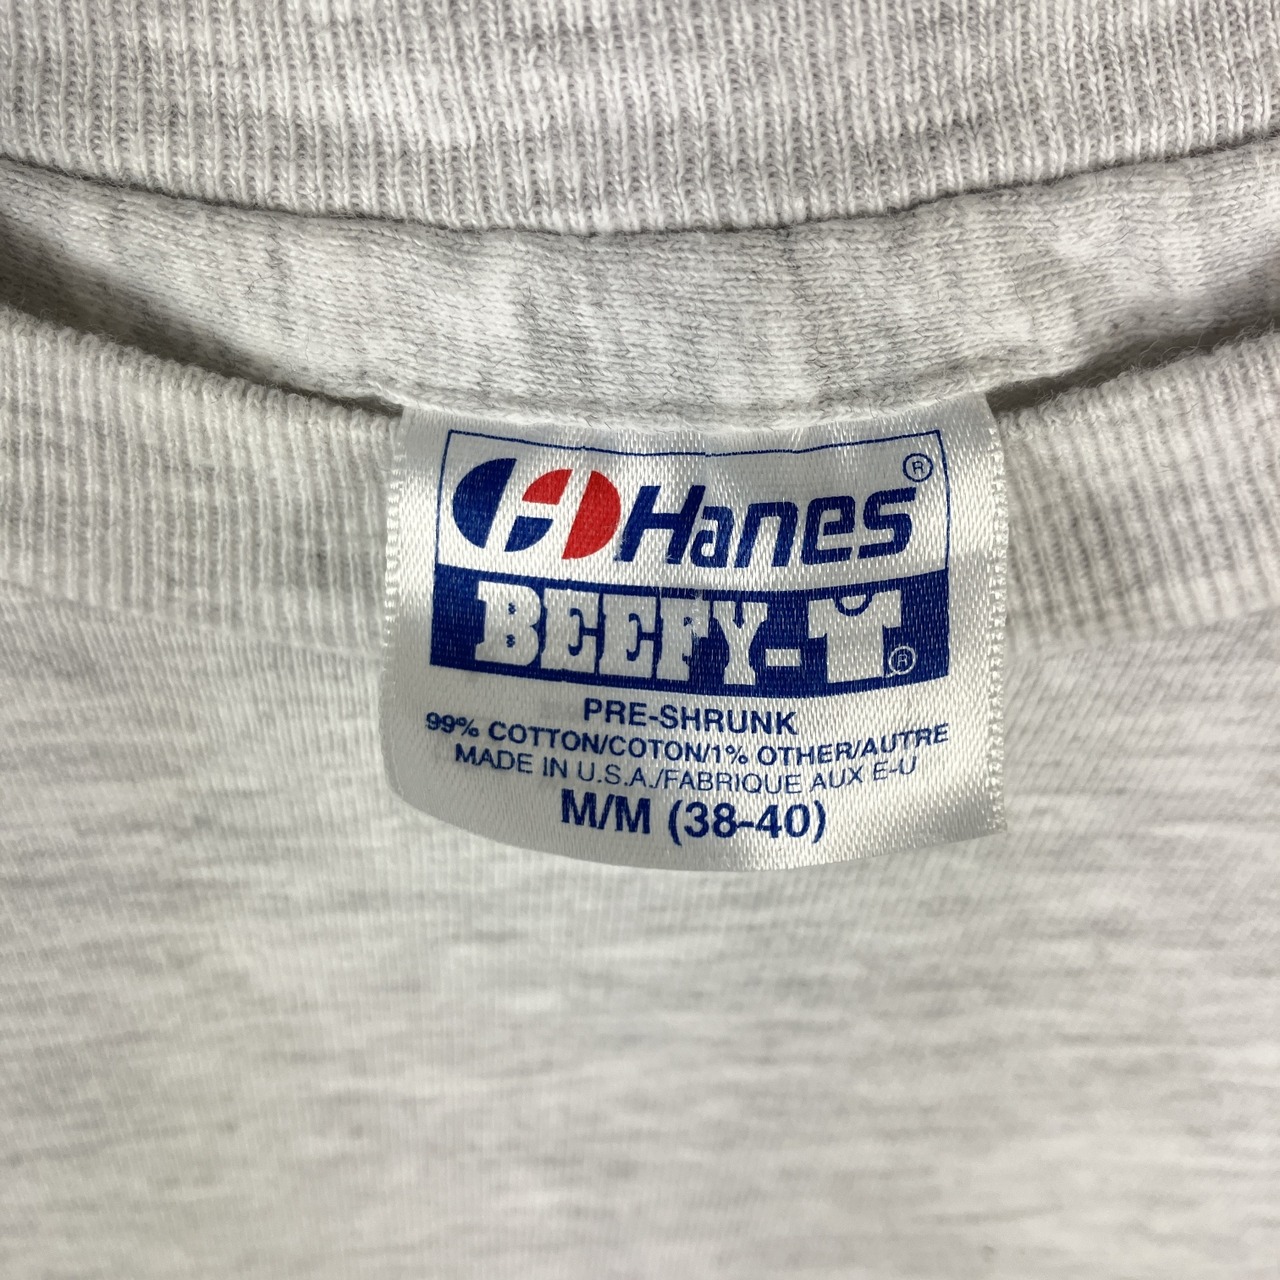 Hanes®
BEEFY-T®
PRE-SHRUNK
99% COTTON/COTON/1% OTHER/AUTRE
MADE IN U.S.A./FABRIQUE AUX E-U
M/M (38-40)